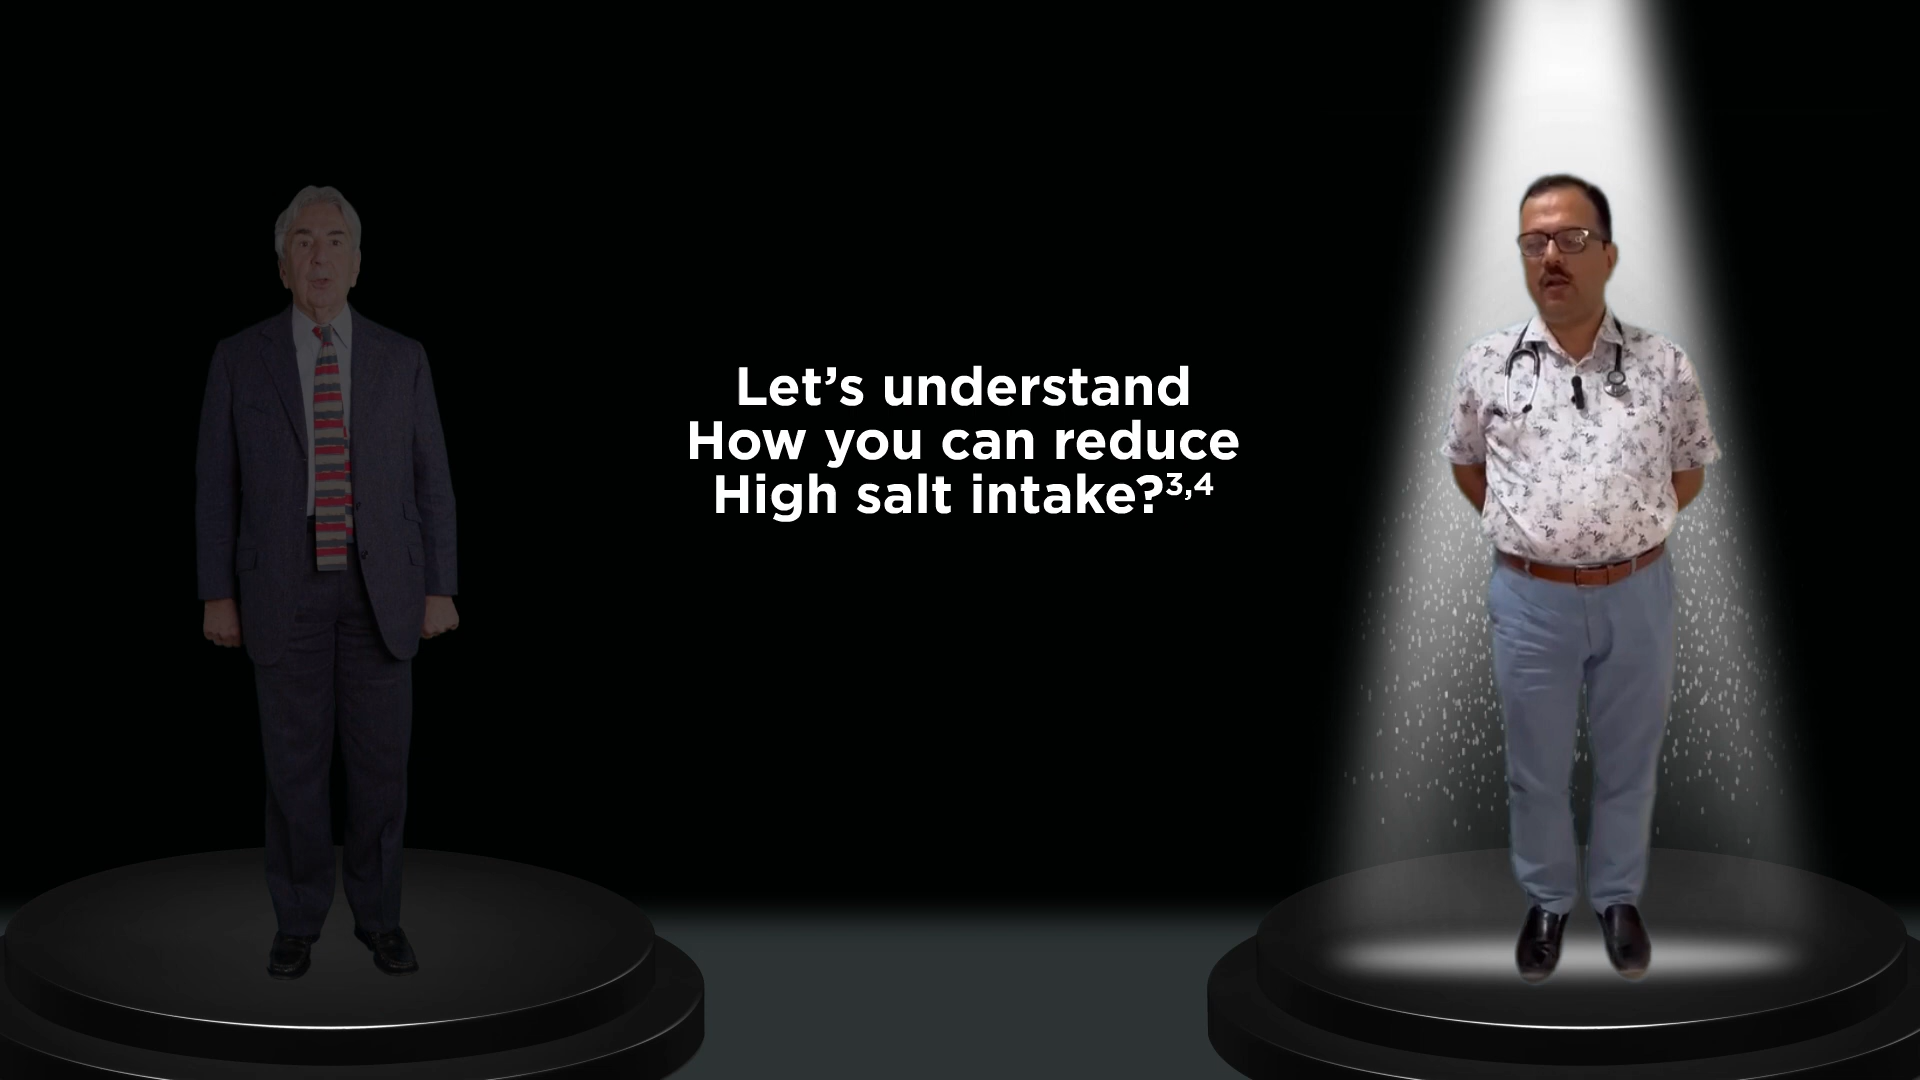 Let’s understand
How you can reduce
High salt intake?³,⁴